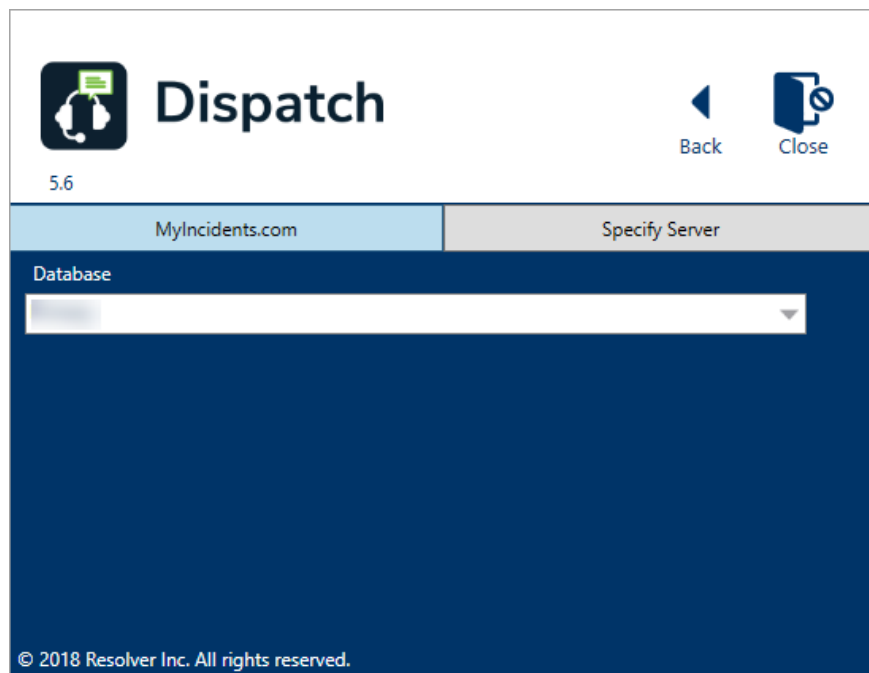 Dispatch
Back
Close
5.6
MyIncidents.com
Specify Server
Database
© 2018 Resolver Inc. All rights reserved.